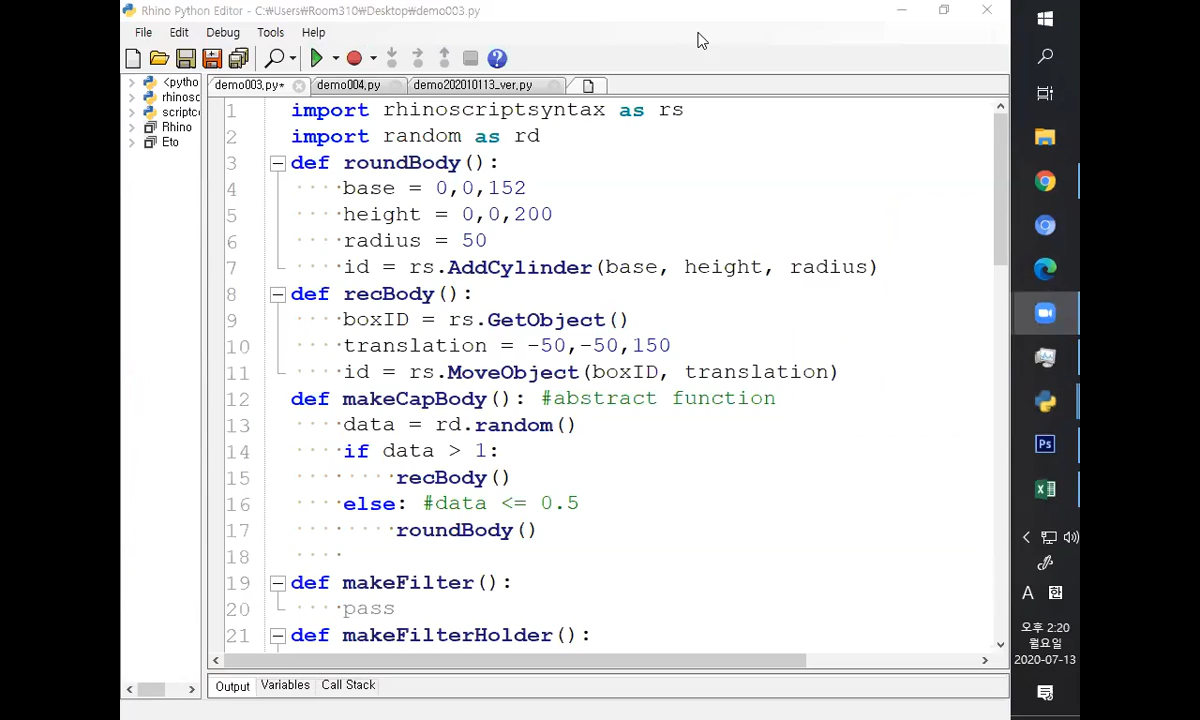 Rhino Python Editor - C:₩Users₩Room310₩Desktop₩demo003.py
File Edit Debug Tools Help
demo003.py* demo004.py demo202010113_ver.py
<pytho
rhinosc
scriptc
Rhino
Eto
1 import rhinoscriptsyntax as rs
2 import random as rd
3 def roundBody():
4 base = 0,0,152
5 height = 0,0,200
6 radius = 50
7 id = rs.AddCylinder(base, height, radius)
8 def recBody():
9 boxID = rs.GetObject()
10 translation = -50,-50,150
11 id = rs.MoveObject(boxID, translation)
12 def makeCapBody(): #abstract function
13 data = rd.random()
14 if data > 1:
15 recBody()
16 else: #data <= 0.5
17 roundBody()
18
19 def makeFilter():
20 pass
21 def makeFilterHolder():
Output Variables Call Stack
Ps
A 한
오후 2:20
월요일
2020-07-13